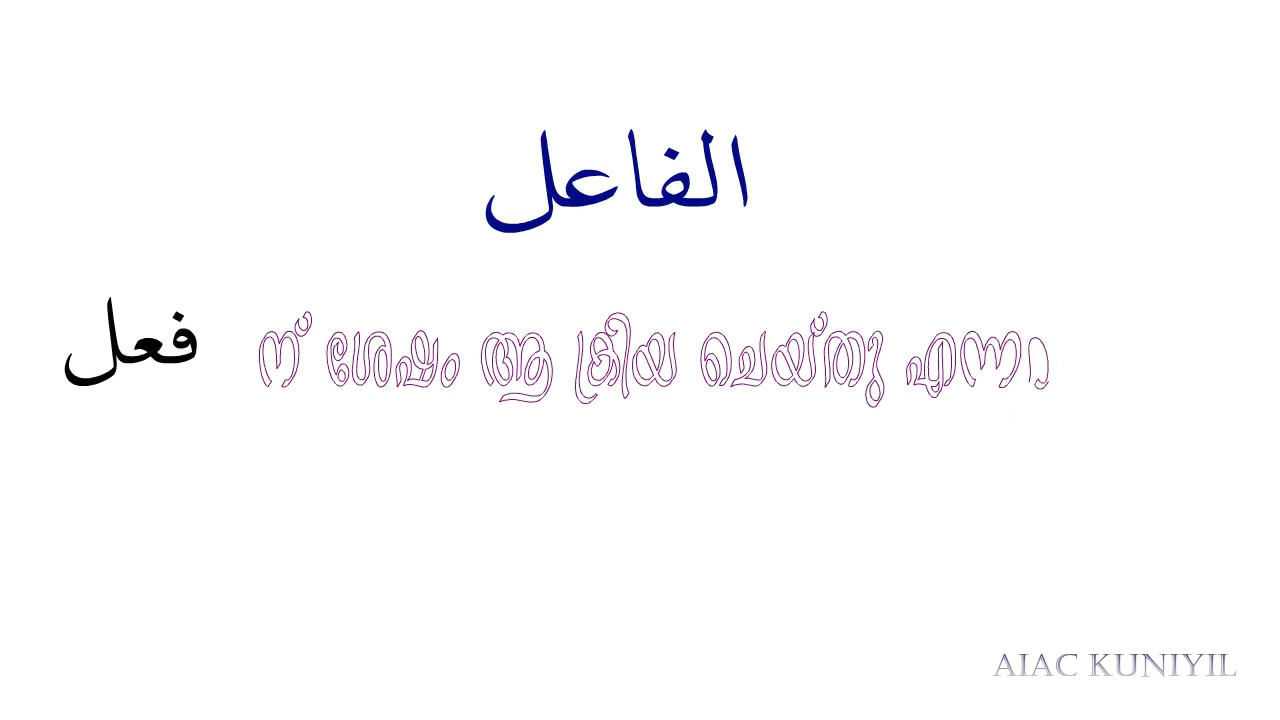 الفاعل
فعل ന് ശേഷം ആ ക്രിയ ചെയ്തു എന്നാ
AIAC KUNIYIL